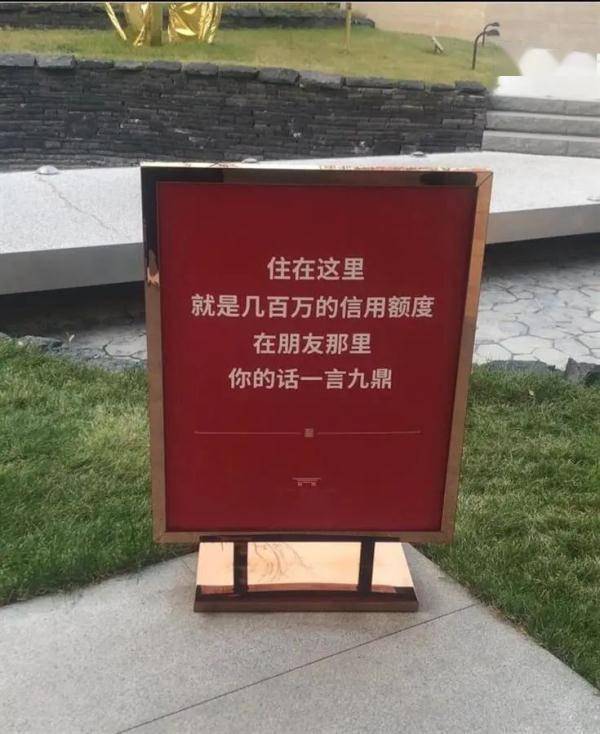 住在这里
就是几百万的信用额度
在朋友那里
你的话一言九鼎